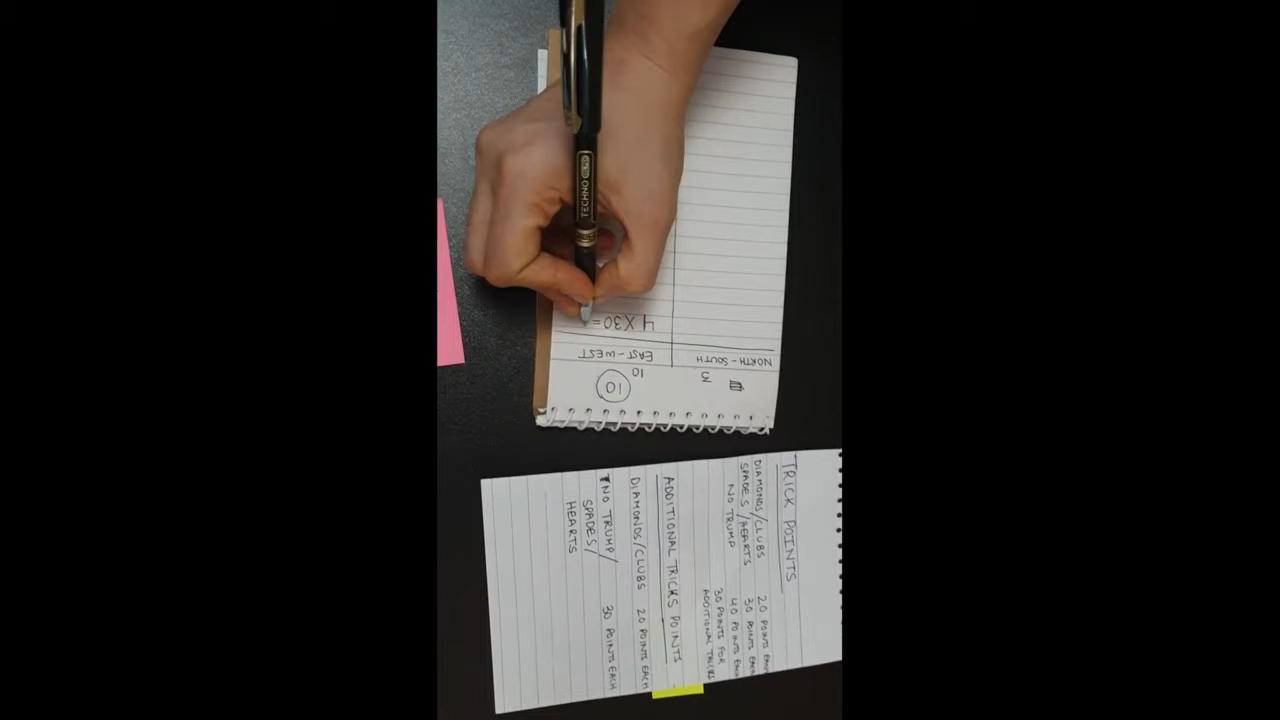 TECHNO
10
10
3
NORTH-SOUTH
EAST-WEST
4 X 30 =
TRICK POINTS
DIAMONDS/CLUBS 20 POINTS EACH
SPADES/HEARTS 30 POINTS EACH
NO TRUMP 40 POINTS EACH
30 POINTS FOR
ADDITIONAL TRICKS
ADDITIONAL TRICKS POINTS
DIAMONDS/CLUBS 20 POINTS EACH
NO TRUMP/ 30 POINTS EACH
SPADES/
HEARTS